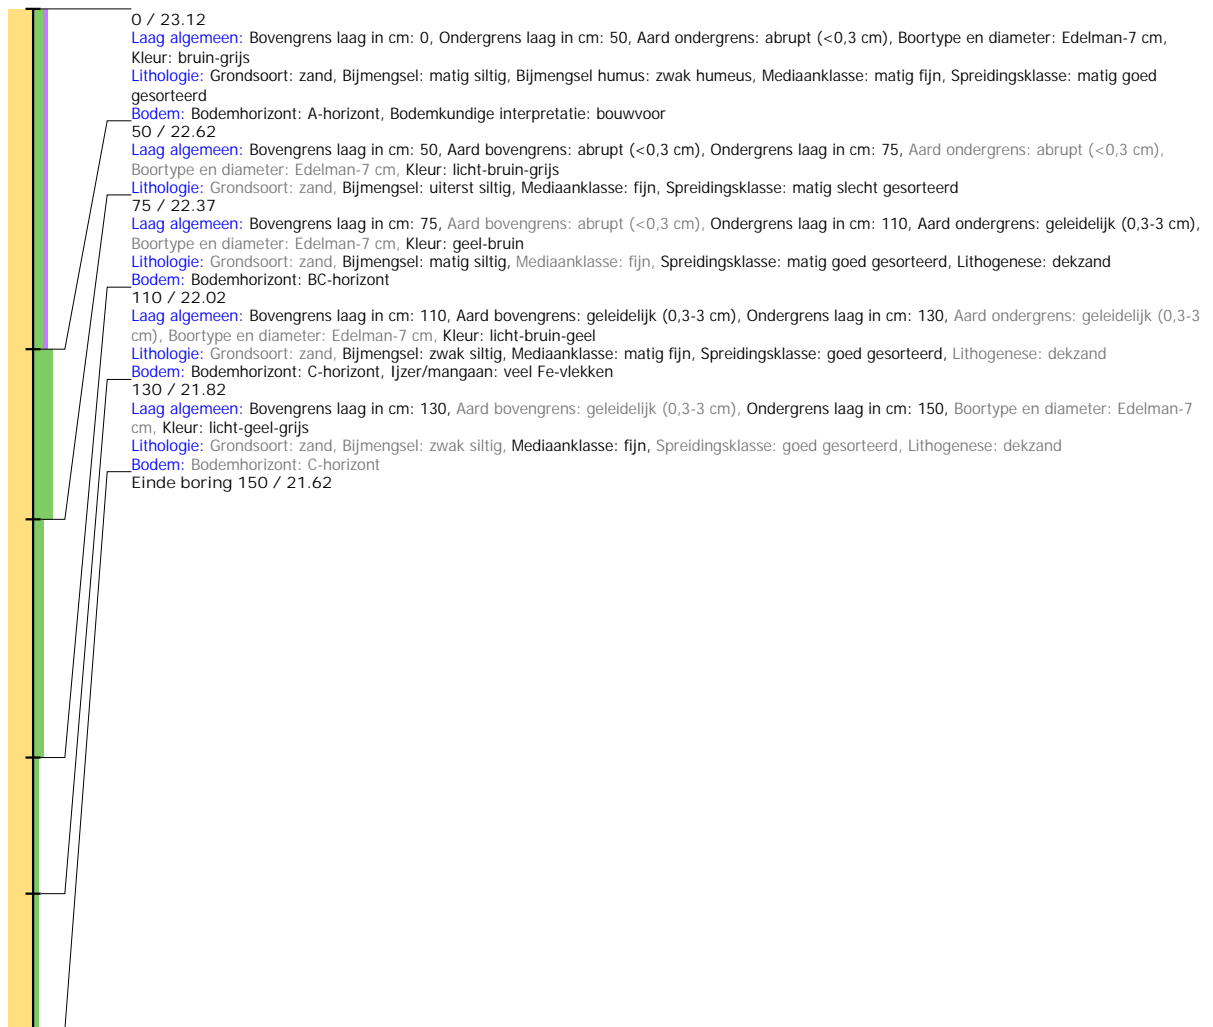 0 / 23.12
Laag algemeen: Bovengrens laag in cm: 0, Ondergrens laag in cm: 50, Aard ondergrens: abrupt (<0,3 cm), Boortype en diameter: Edelman-7 cm,
Kleur: bruin-grijs
Lithologie: Grondsoort: zand, Bijmengsel: matig siltig, Bijmengsel humus: zwak humeus, Mediaanklasse: matig fijn, Spreidingsklasse: matig goed
gesorteerd
Bodem: Bodemhorizont: A-horizont, Bodemkundige interpretatie: bouwvoor
50 / 22.62
Laag algemeen: Bovengrens laag in cm: 50, Aard bovengrens: abrupt (<0,3 cm), Ondergrens laag in cm: 75, Aard ondergrens: abrupt (<0,3 cm),
Boortype en diameter: Edelman-7 cm, Kleur: licht-bruin-grijs
Lithologie: Grondsoort: zand, Bijmengsel: uiterst siltig, Mediaanklasse: fijn, Spreidingsklasse: matig slecht gesorteerd
75 / 22.37
Laag algemeen: Bovengrens laag in cm: 75, Aard bovengrens: abrupt (<0,3 cm), Ondergrens laag in cm: 110, Aard ondergrens: geleidelijk (0,3-3 cm),
Boortype en diameter: Edelman-7 cm, Kleur: geel-bruin
Lithologie: Grondsoort: zand, Bijmengsel: matig siltig, Mediaanklasse: fijn, Spreidingsklasse: matig goed gesorteerd, Lithogenese: dekzand
Bodem: Bodemhorizont: BC-horizont
110 / 22.02
Laag algemeen: Bovengrens laag in cm: 110, Aard bovengrens: geleidelijk (0,3-3 cm), Ondergrens laag in cm: 130, Aard ondergrens: geleidelijk (0,3-3
cm), Boortype en diameter: Edelman-7 cm, Kleur: licht-bruin-geel
Lithologie: Grondsoort: zand, Bijmengsel: zwak siltig, Mediaanklasse: matig fijn, Spreidingsklasse: goed gesorteerd, Lithogenese: dekzand
Bodem: Bodemhorizont: C-horizont, Ijzer/mangaan: veel Fe-vlekken
130 / 21.82
Laag algemeen: Bovengrens laag in cm: 130, Aard bovengrens: geleidelijk (0,3-3 cm), Ondergrens laag in cm: 150, Boortype en diameter: Edelman-7
cm, Kleur: licht-geel-grijs
Lithologie: Grondsoort: zand, Bijmengsel: zwak siltig, Mediaanklasse: fijn, Spreidingsklasse: goed gesorteerd, Lithogenese: dekzand
Bodem: Bodemhorizont: C-horizont
Einde boring 150 / 21.62